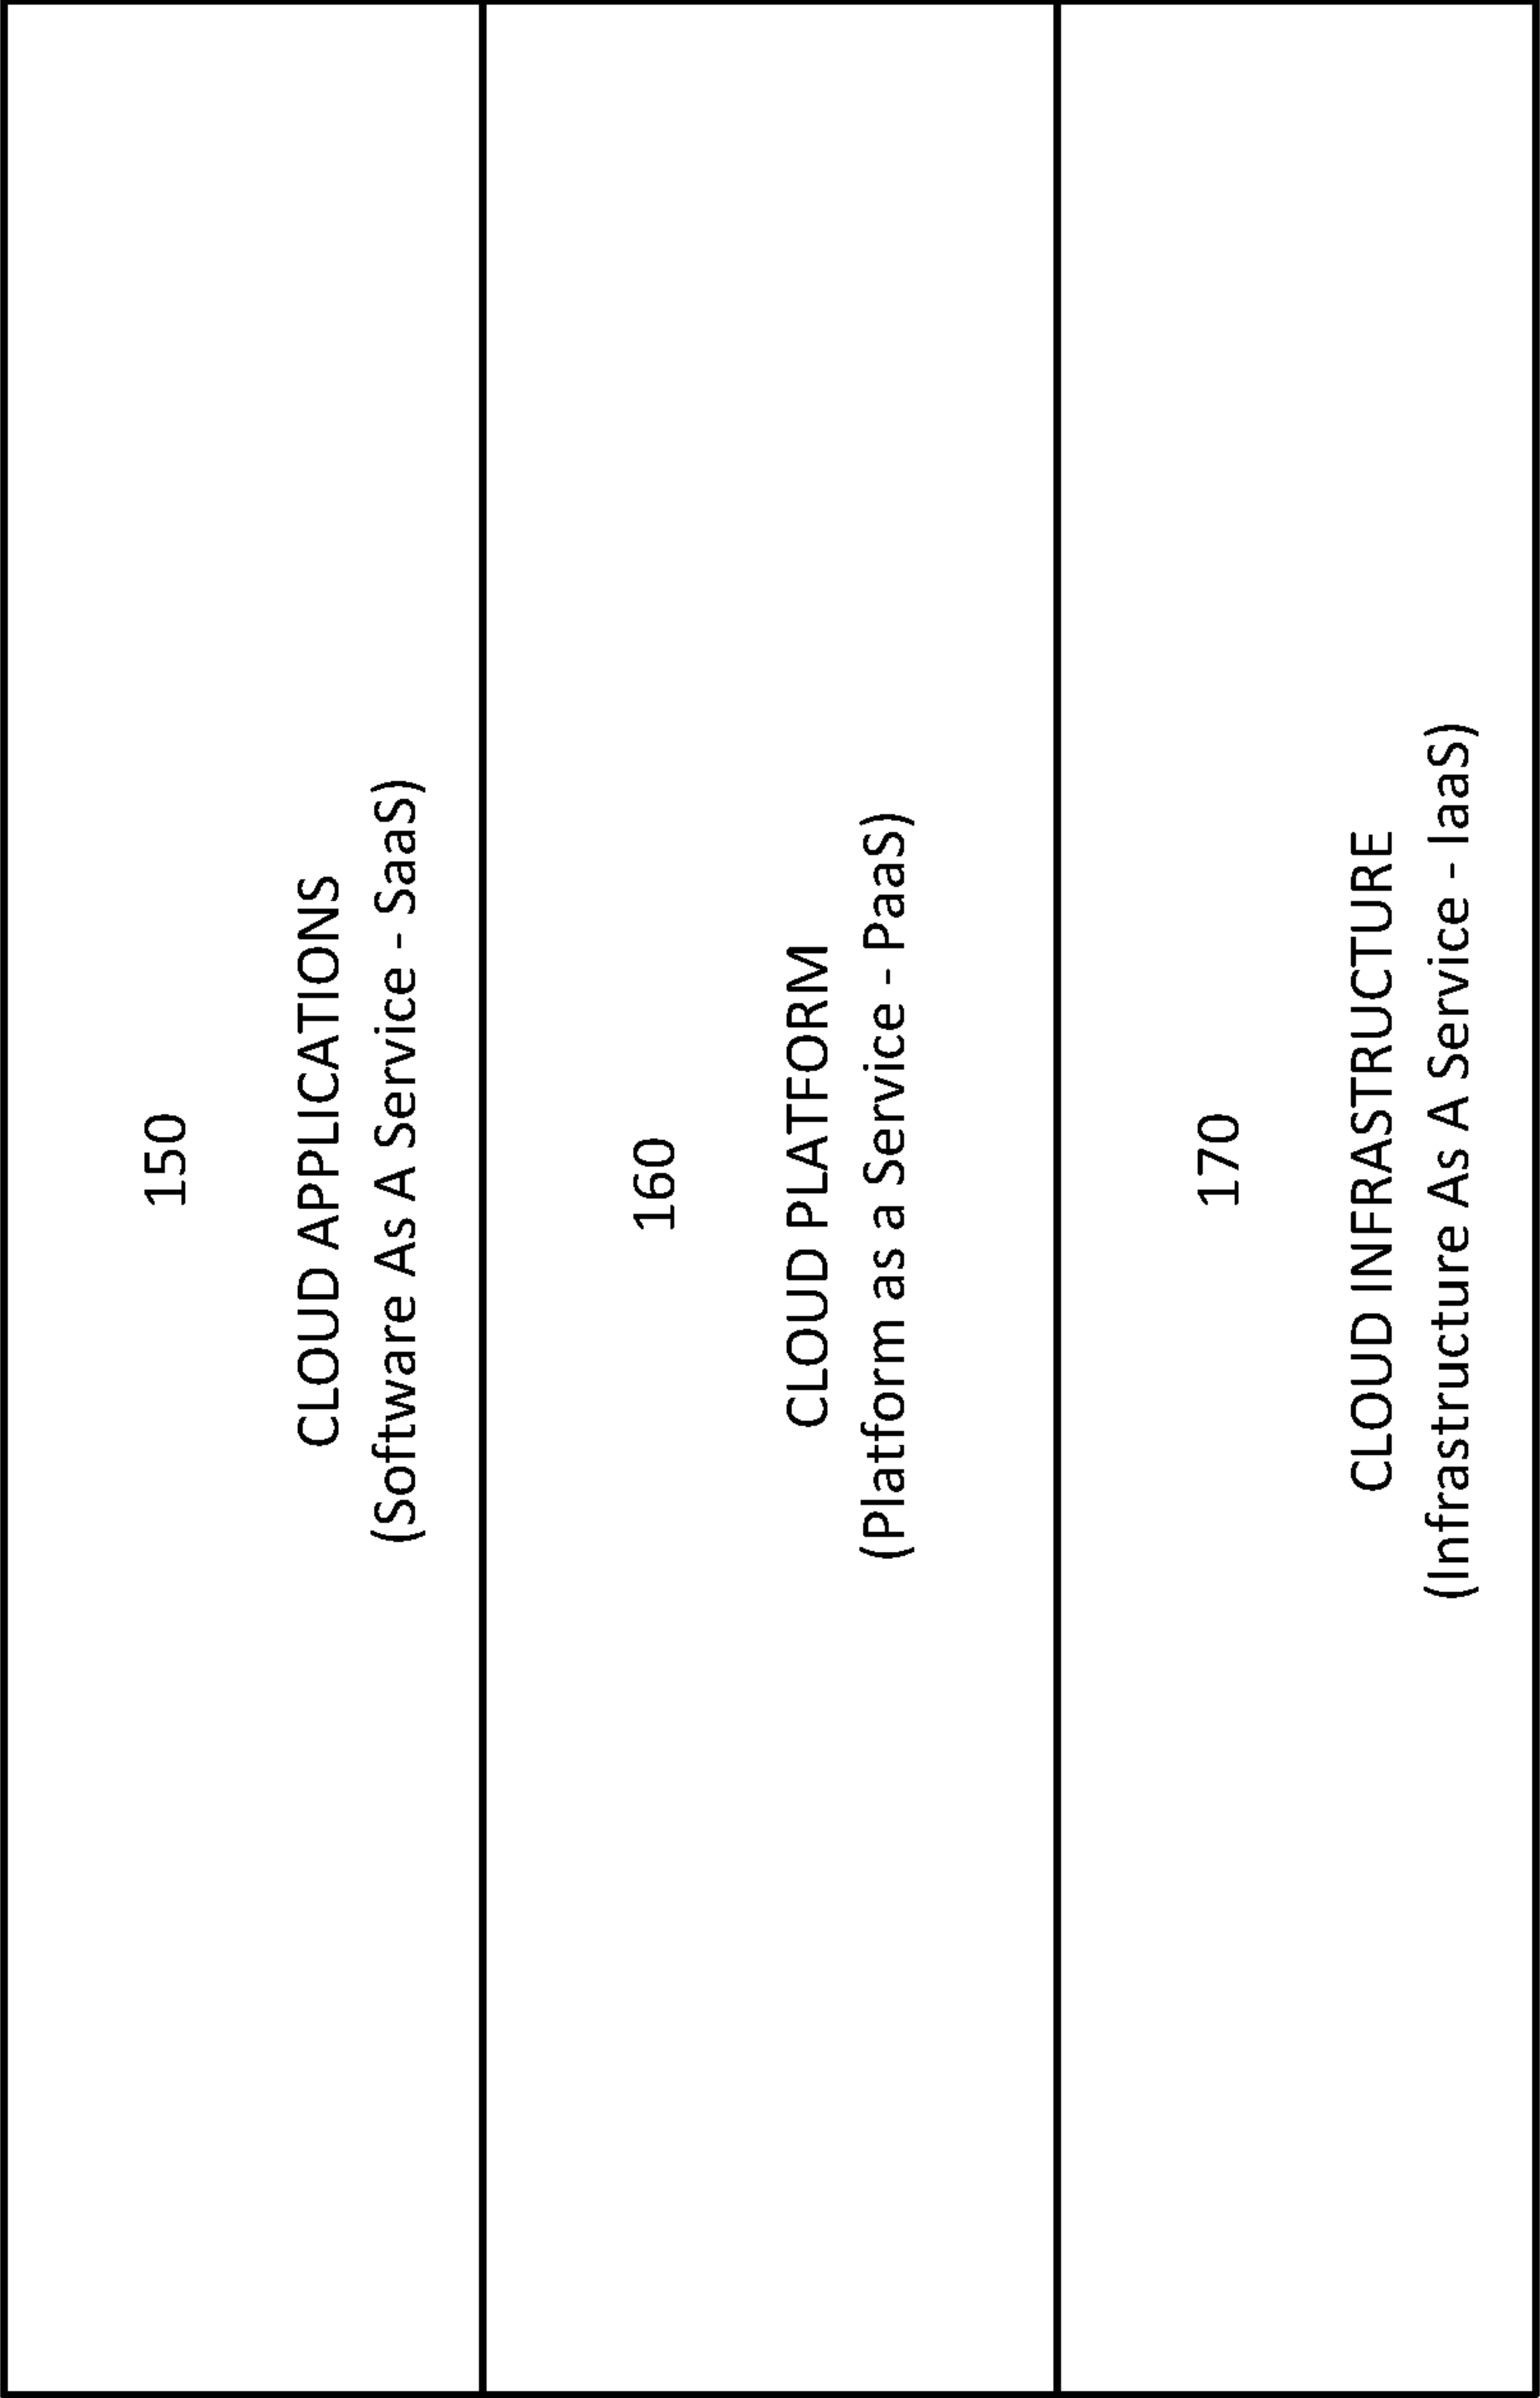 150
CLOUD APPLICATIONS
(Software As A Service - SaaS)
160
CLOUD PLATFORM
(Platform as a Service - PaaS)
170
CLOUD INFRASTRUCTURE
(Infrastructure As A Service - IaaS)